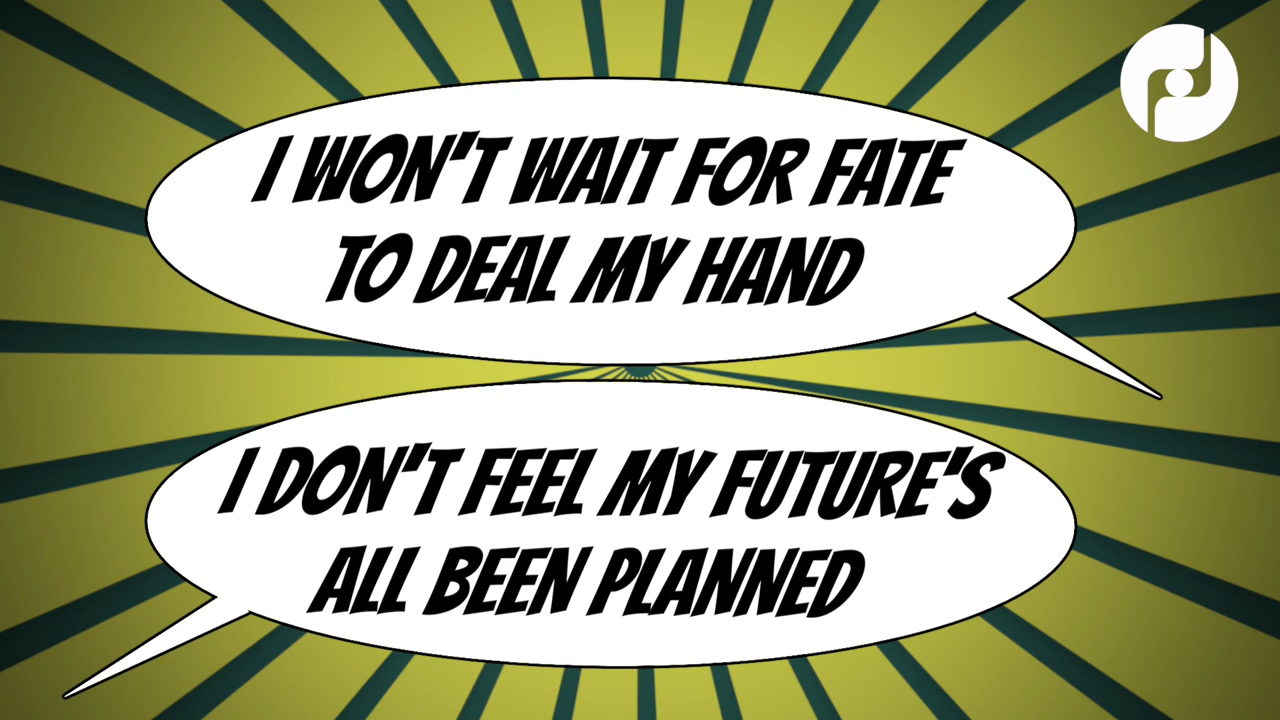 I WON'T WAIT FOR FATE
TO DEAL MY HAND
I DON'T FEEL MY FUTURE'S
ALL BEEN PLANNED